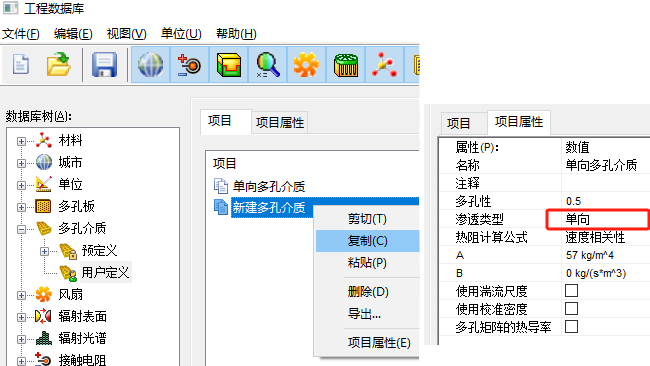 工程数据库
文件(F) 编辑(E) 视图(V) 单位(U) 帮助(H)
数据库树(A):
材料
城市
单位
多孔板
多孔介质
预定义
用户定义
风扇
辐射表面
辐射光谱
接触电阻
项目 项目属性
项目
单向多孔介质
新建多孔介质
剪切(T)
复制(C)
粘贴(P)
删除(D)
导出...
项目属性(E)
项目 项目属性
属性(P): 数值
名称 单向多孔介质
注释
多孔性 0.5
渗透类型 单向
热阻计算公式 速度相关性
A 57 kg/m^4
B 0 kg/(s*m^3)
使用湍流尺度
使用校准密度
多孔矩阵的热导率